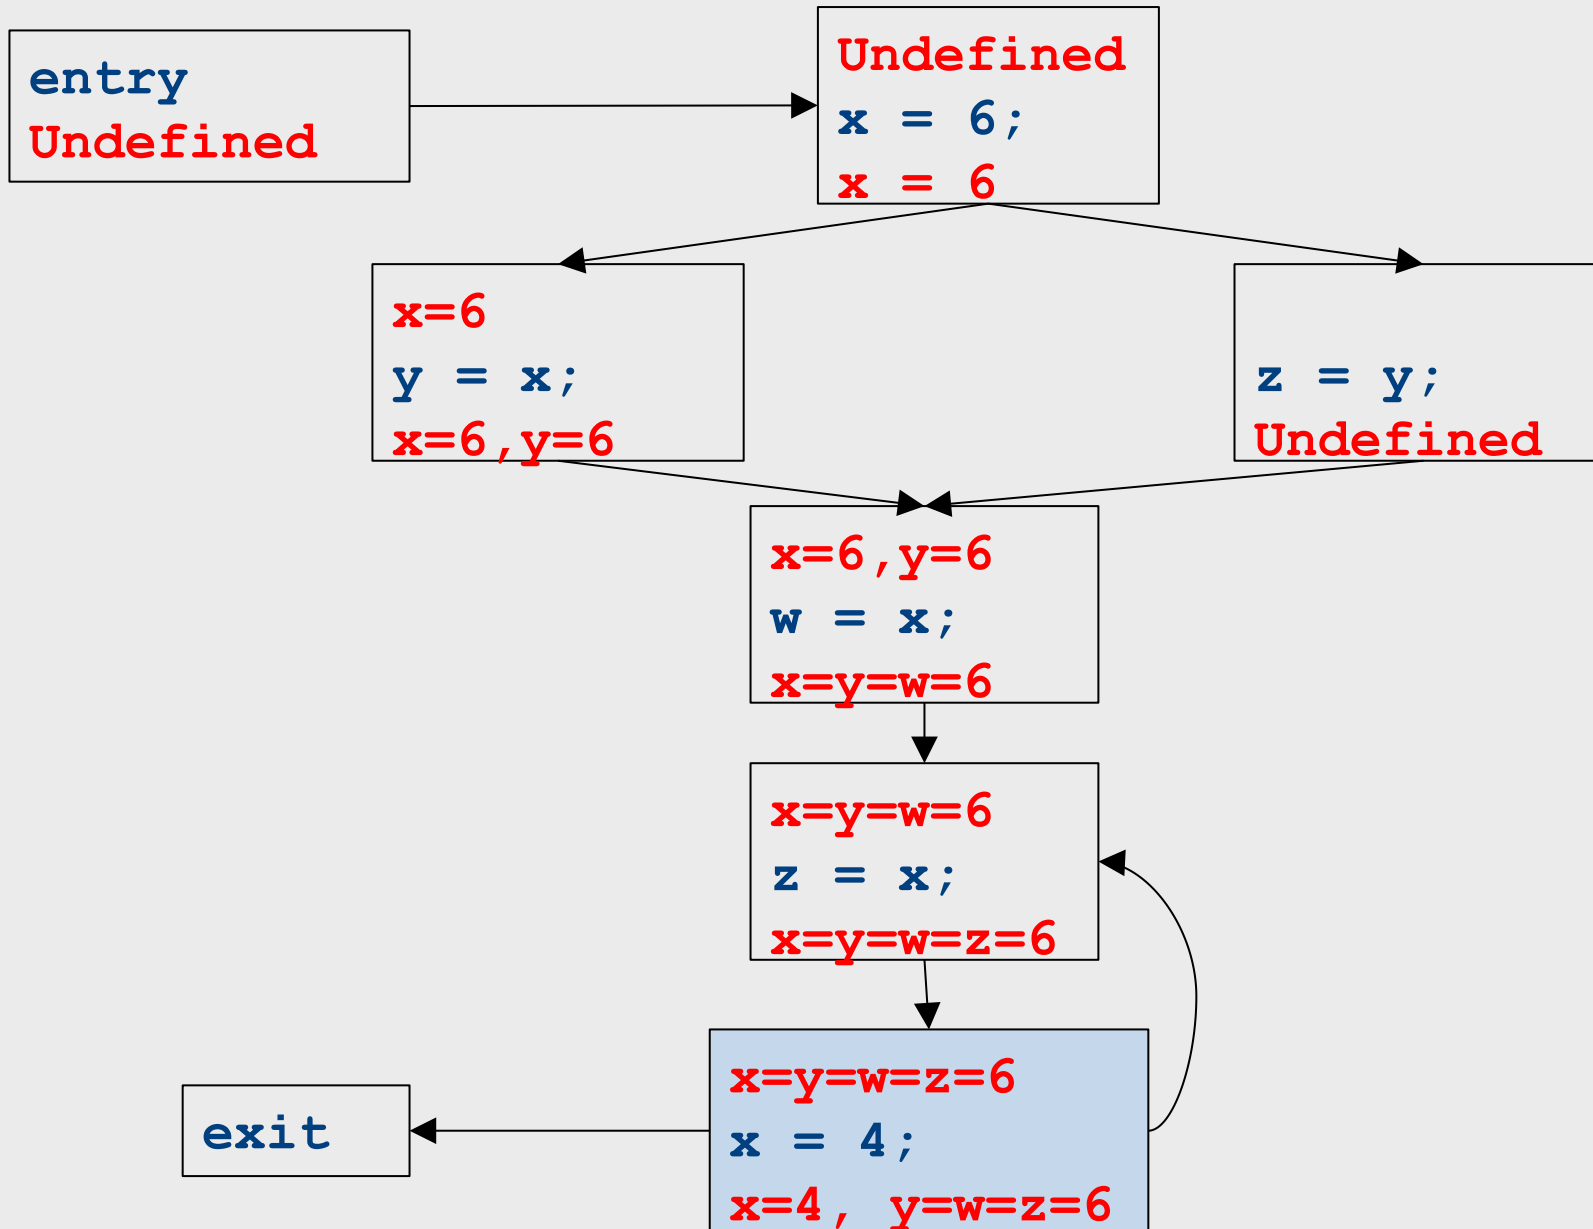 entry
Undefined
Undefined
x = 6;
x = 6
x=6
y = x;
x=6,y=6
z = y;
Undefined
x=6,y=6
w = x;
x=y=w=6
x=y=w=6
z = x;
x=y=w=z=6
x=y=w=z=6
x = 4;
x=4, y=w=z=6
exit